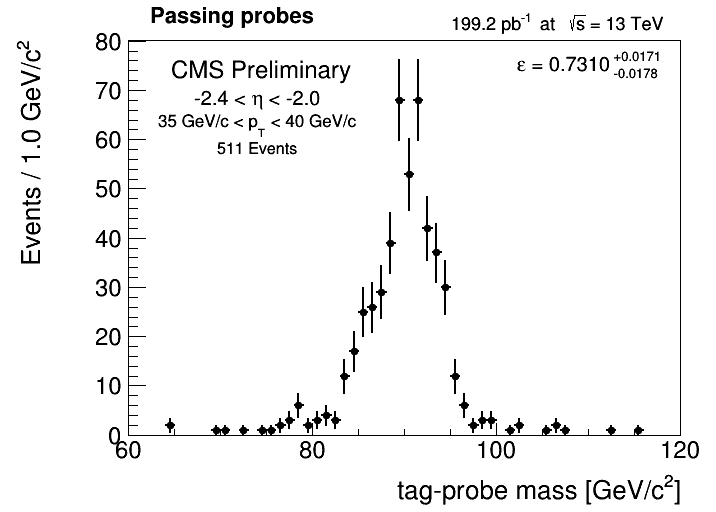 Passing probes
199.2 pb⁻¹ at √s = 13 TeV
CMS Preliminary
-2.4 < η < -2.0
35 GeV/c < p_T < 40 GeV/c
511 Events
ε = 0.7310 +0.0171 -0.0178
Events / 1.0 GeV/c²
80
70
60
50
40
30
20
10
0
60 80 100 120
tag-probe mass [GeV/c²]